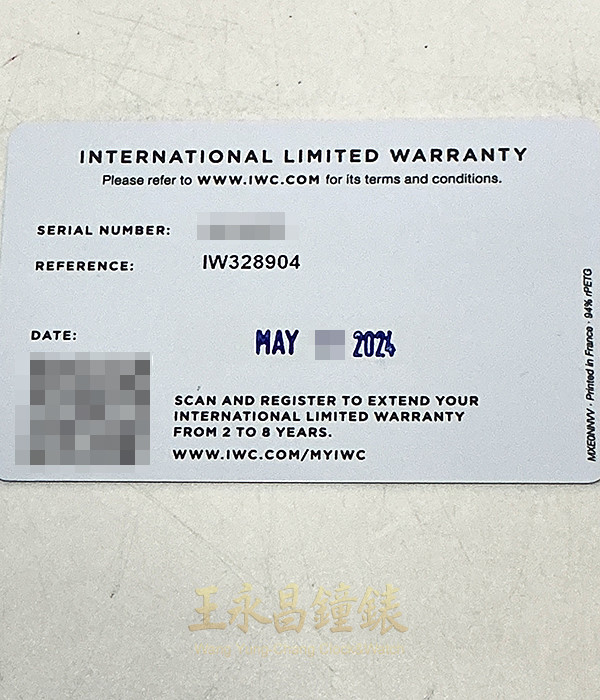 INTERNATIONAL LIMITED WARRANTY
Please refer to WWW.IWC.COM for its terms and conditions.
SERIAL NUMBER:
REFERENCE: IW328904
DATE: MAY 2024
SCAN AND REGISTER TO EXTEND YOUR
INTERNATIONAL LIMITED WARRANTY
FROM 2 TO 8 YEARS.
WWW.IWC.COM/MYIWC
MXE0NNVV · Printed in France · 94% rPETG
王永昌鐘錶